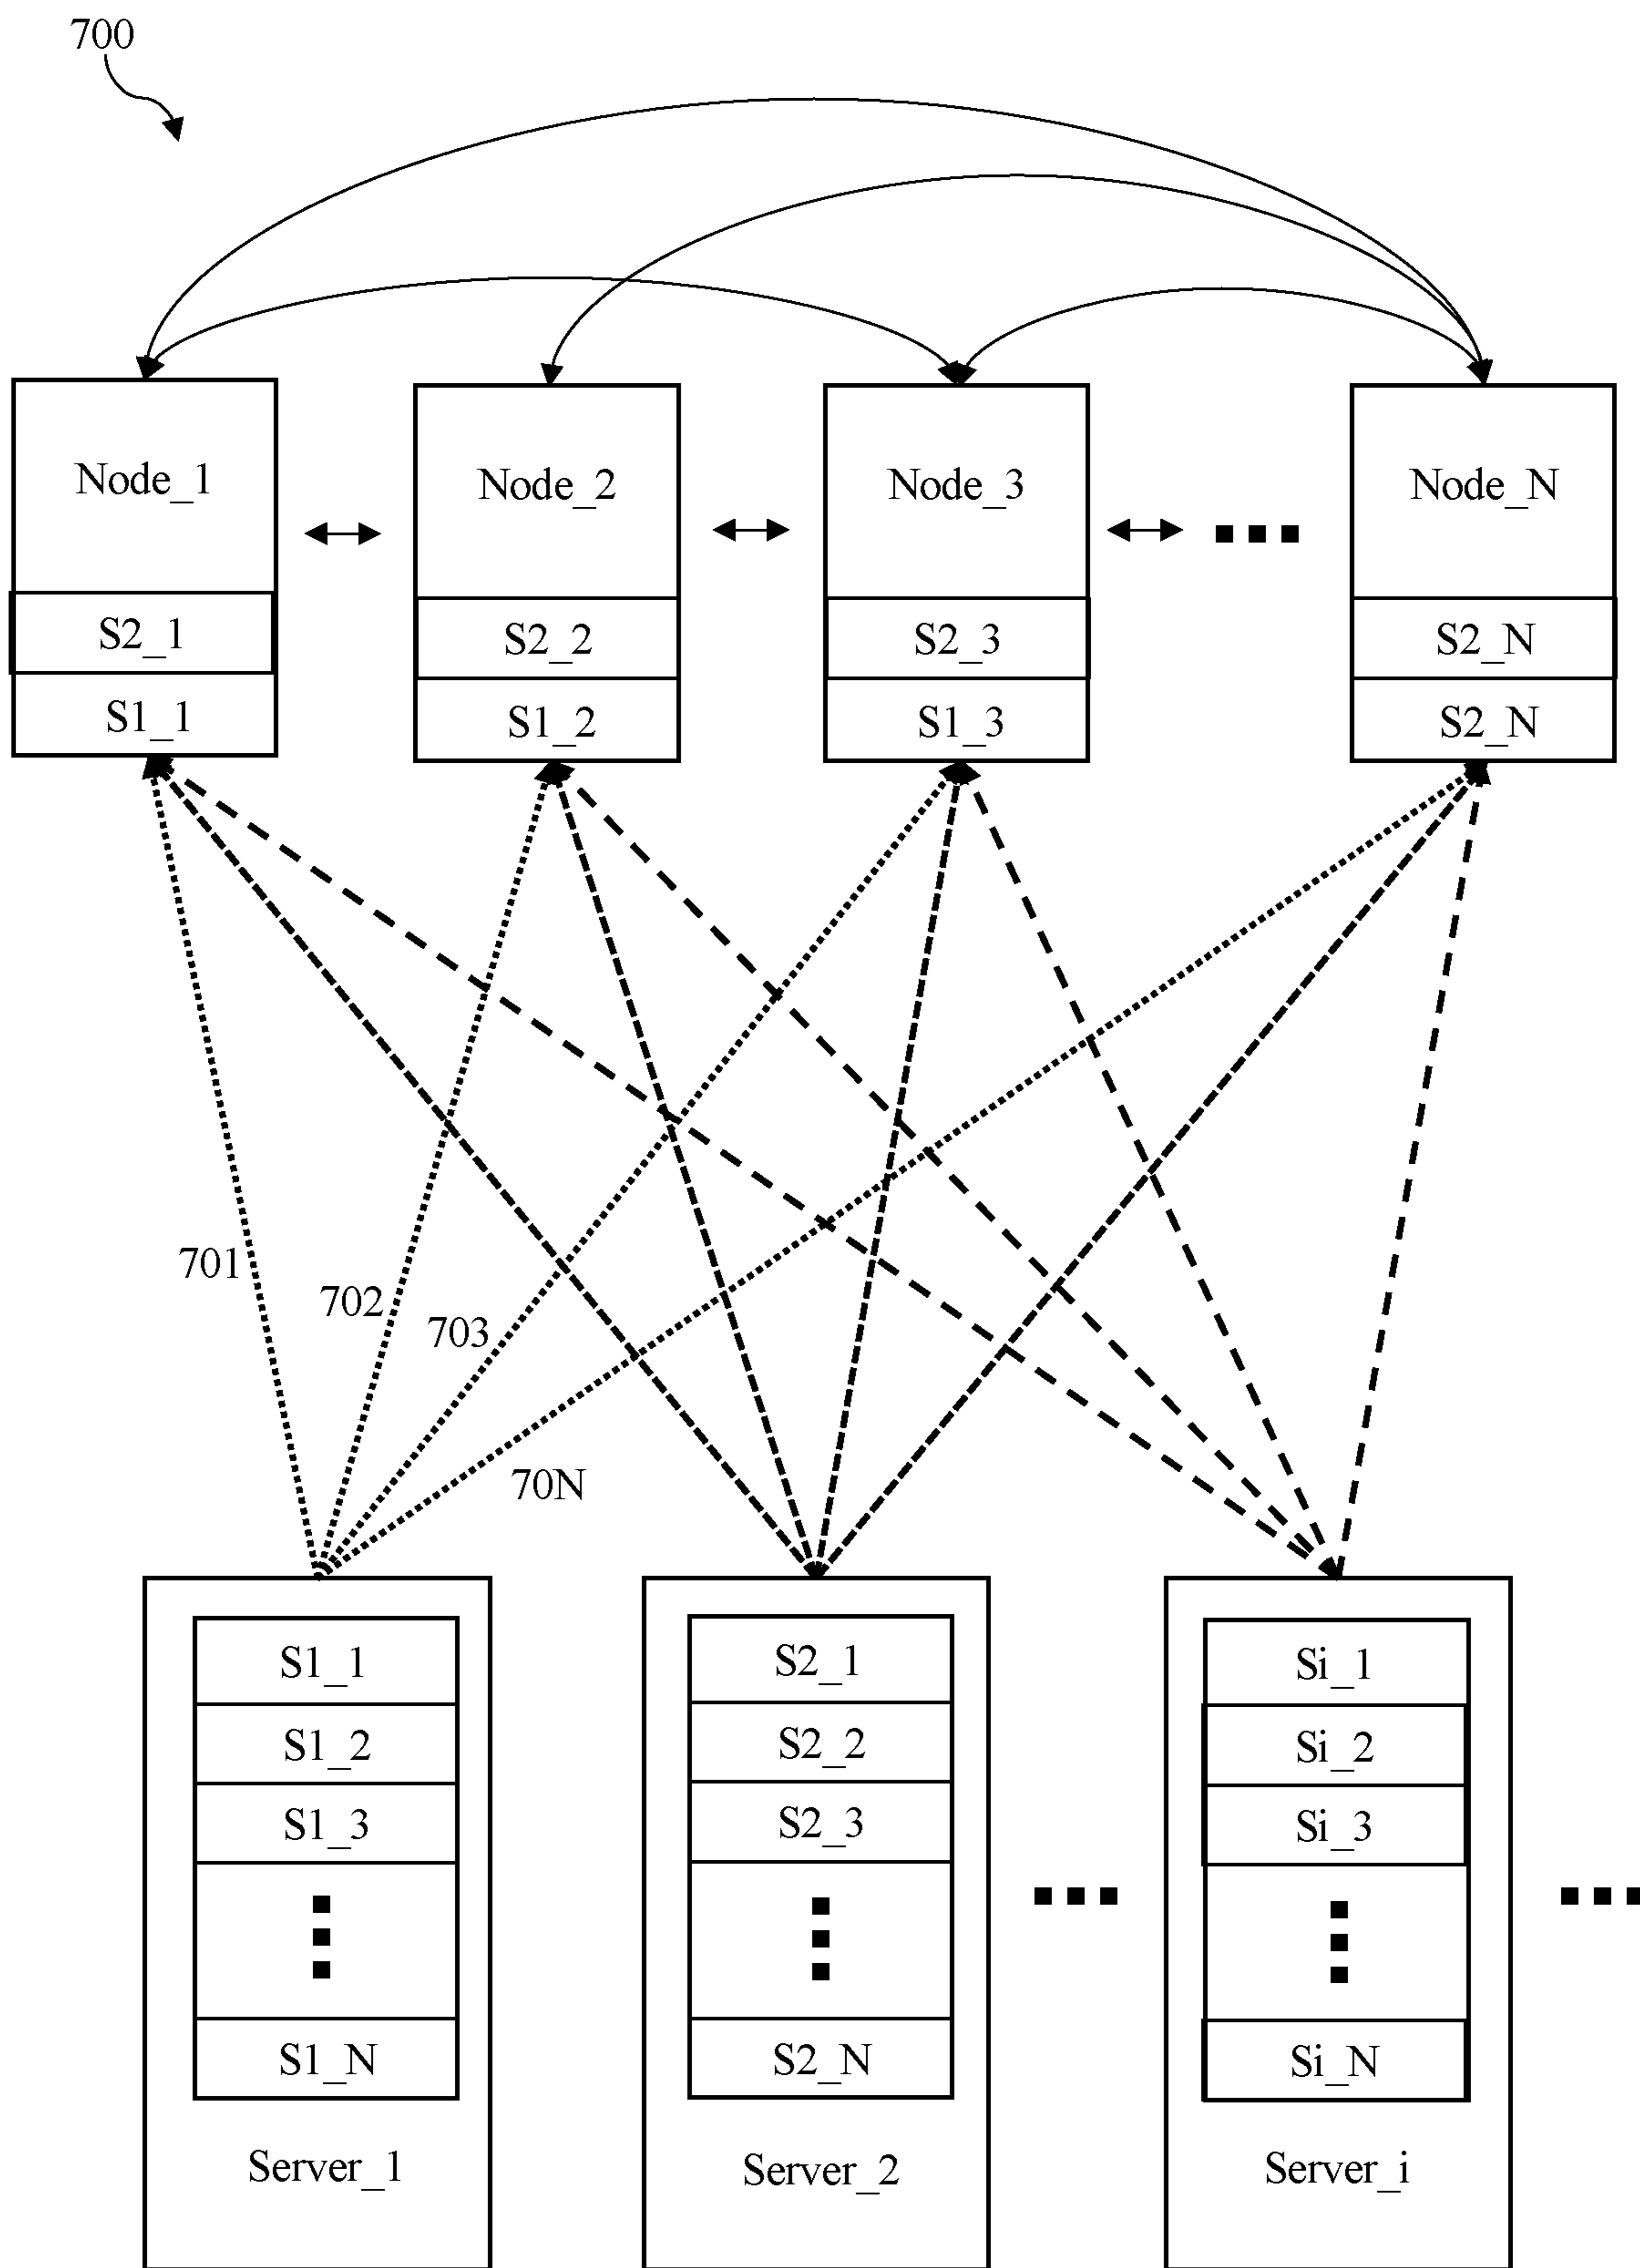 700
Node_1
Node_2
Node_3
Node_N
S2_1
S2_2
S2_3
S2_N
S1_1
S1_2
S1_3
S2_N
701
702
703
70N
S1_1
S1_2
S1_3
S1_N
Server_1
S2_1
S2_2
S2_3
S2_N
Server_2
Si_1
Si_2
Si_3
Si_N
Server_i